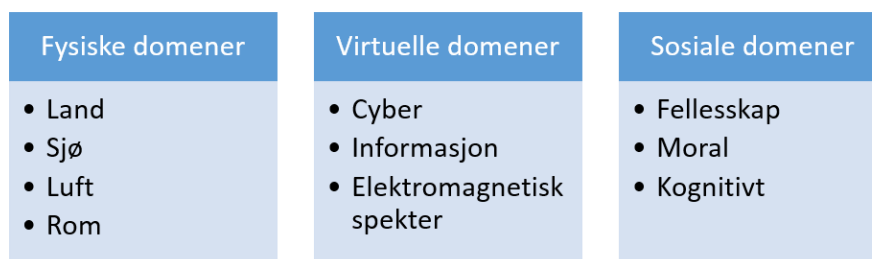 Fysiske domener
• Land
• Sjø
• Luft
• Rom
Virtuelle domener
• Cyber
• Informasjon
• Elektromagnetisk
spekter
Sosiale domener
• Fellesskap
• Moral
• Kognitivt